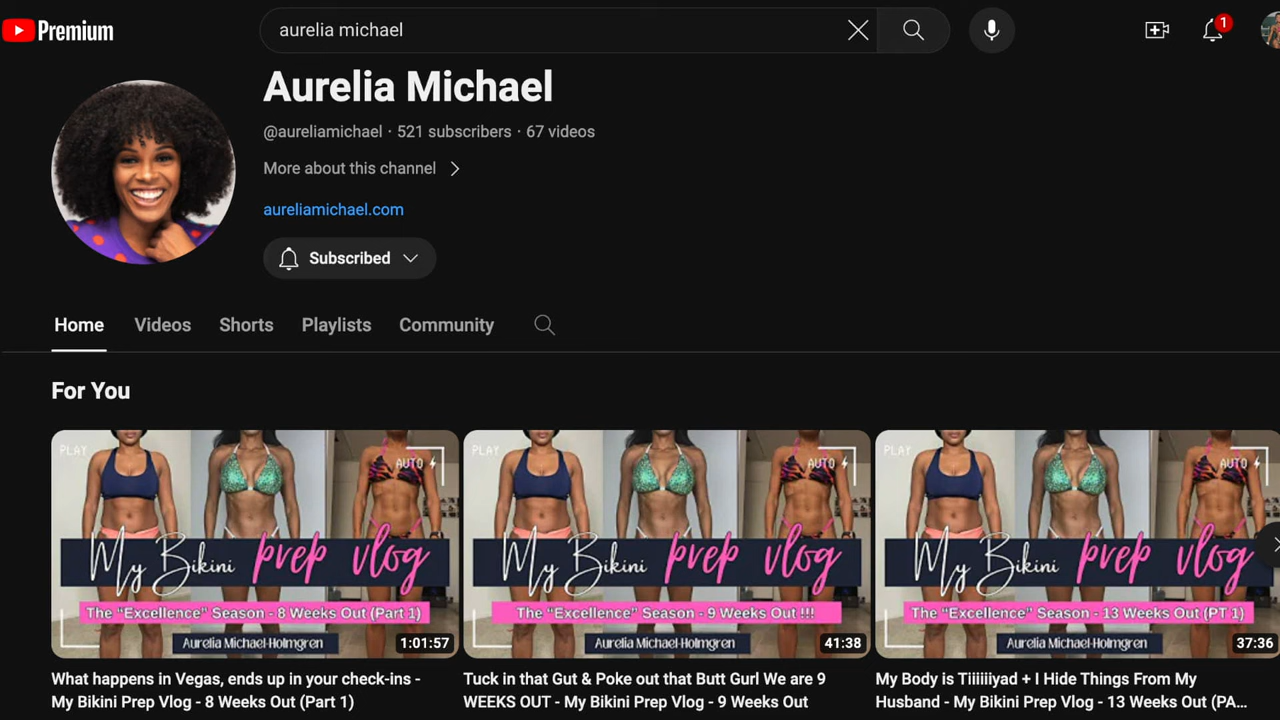 Premium
aurelia michael
1
Aurelia Michael
@aureliamichael · 521 subscribers · 67 videos
More about this channel
aureliamichael.com
Subscribed
Home Videos Shorts Playlists Community
For You
PLAY
AUTO
My Bikini prep vlog
The "Excellence" Season - 8 Weeks Out (Part 1)
Aurelia Michael-Holmgren
1:01:57
What happens in Vegas, ends up in your check-ins -
My Bikini Prep Vlog - 8 Weeks Out (Part 1)
PLAY
AUTO
My Bikini prep vlog
The "Excellence" Season - 9 Weeks Out !!!
Aurelia Michael-Holmgren
41:38
Tuck in that Gut & Poke out that Butt Gurl We are 9
WEEKS OUT - My Bikini Prep Vlog - 9 Weeks Out
PLAY
AUTO
My Bikini prep vlog
The "Excellence" Season - 13 Weeks Out (PT 1)
Aurelia Michael-Holmgren
37:36
My Body is Tiiiiiiyad + I Hide Things From My
Husband - My Bikini Prep Vlog - 13 Weeks Out (PA...